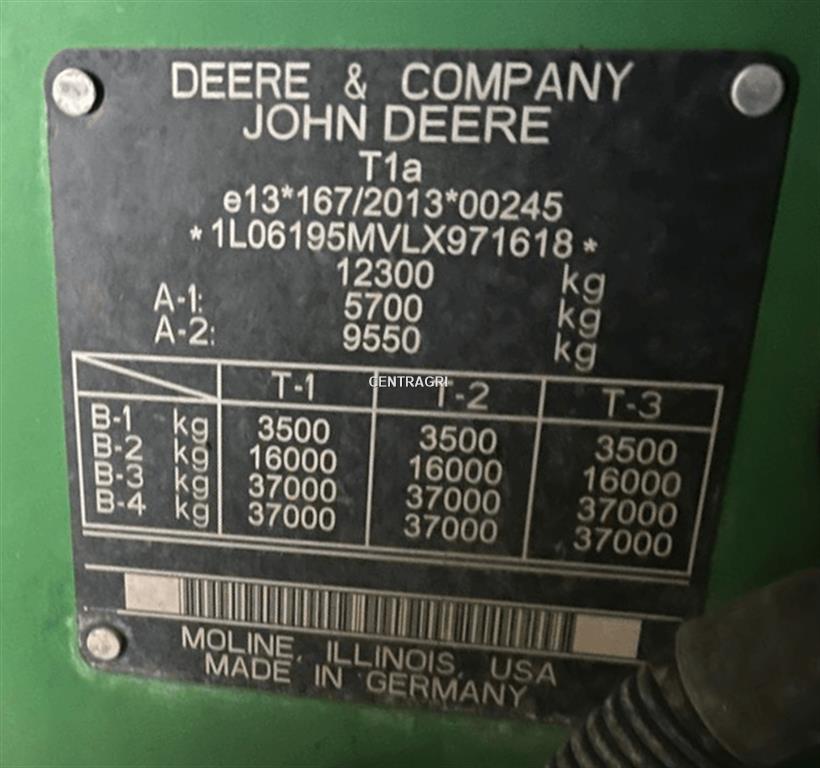 DEERE & COMPANY
JOHN DEERE
T1a
e13*167/2013*00245
*1L06195MVLX971618*
12300 kg
A-1: 5700 kg
A-2: 9550 kg
CENTRAGRI
T-1 T-2 T-3
B-1 kg 3500 3500 3500
B-2 kg 16000 16000 16000
B-3 kg 37000 37000 37000
B-4 kg 37000 37000 37000
MOLINE, ILLINOIS, USA
MADE IN GERMANY